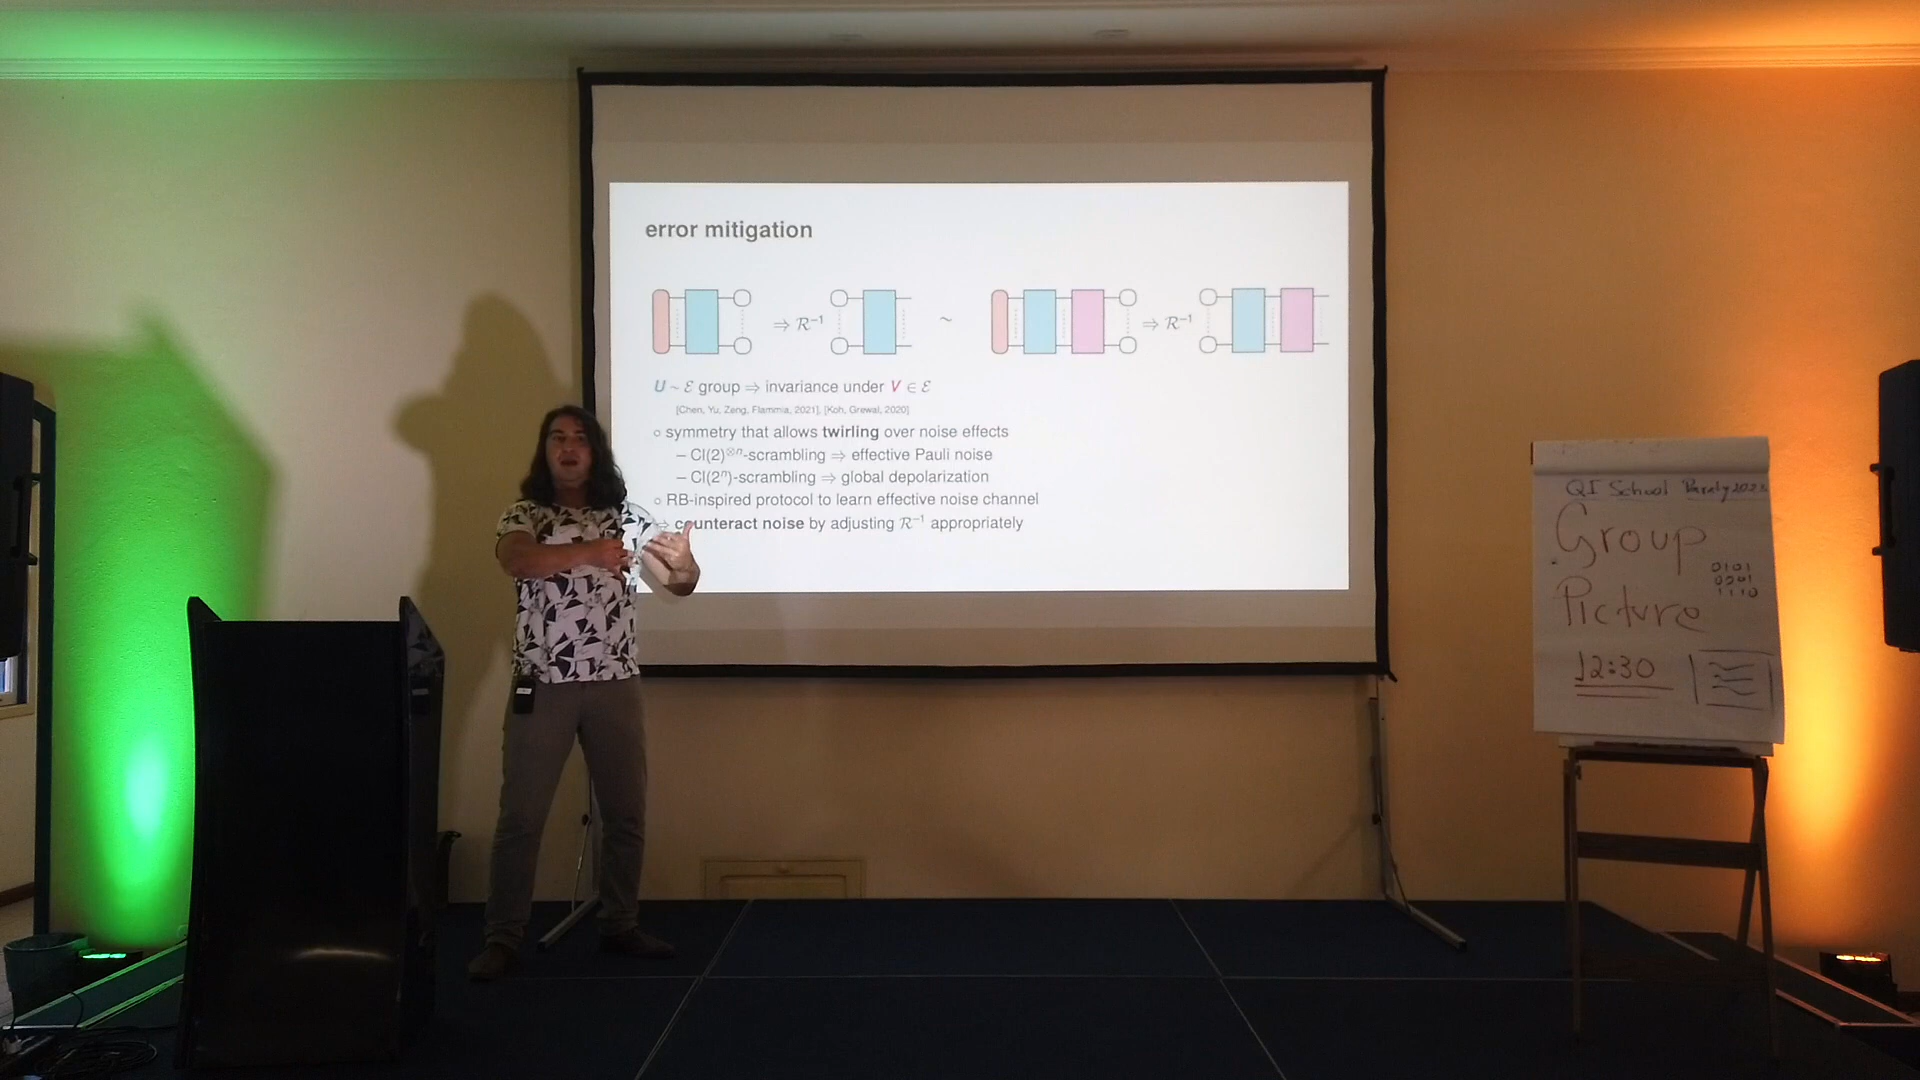 error mitigation
⇒ R⁻¹ ~ ⇒ R⁻¹
U ~ ℰ group ⇒ invariance under V ∈ ℰ
[Chen, Yu, Zeng, Flammia, 2021], [Koh, Grewal, 2020]
○ symmetry that allows twirling over noise effects
– Cl(2)^⊗n-scrambling ⇒ effective Pauli noise
– Cl(2ⁿ)-scrambling ⇒ global depolarization
○ RB-inspired protocol to learn effective noise channel
⇒ counteract noise by adjusting R⁻¹ appropriately
QI School
Group
Picture
0101
0001
1110
12:30